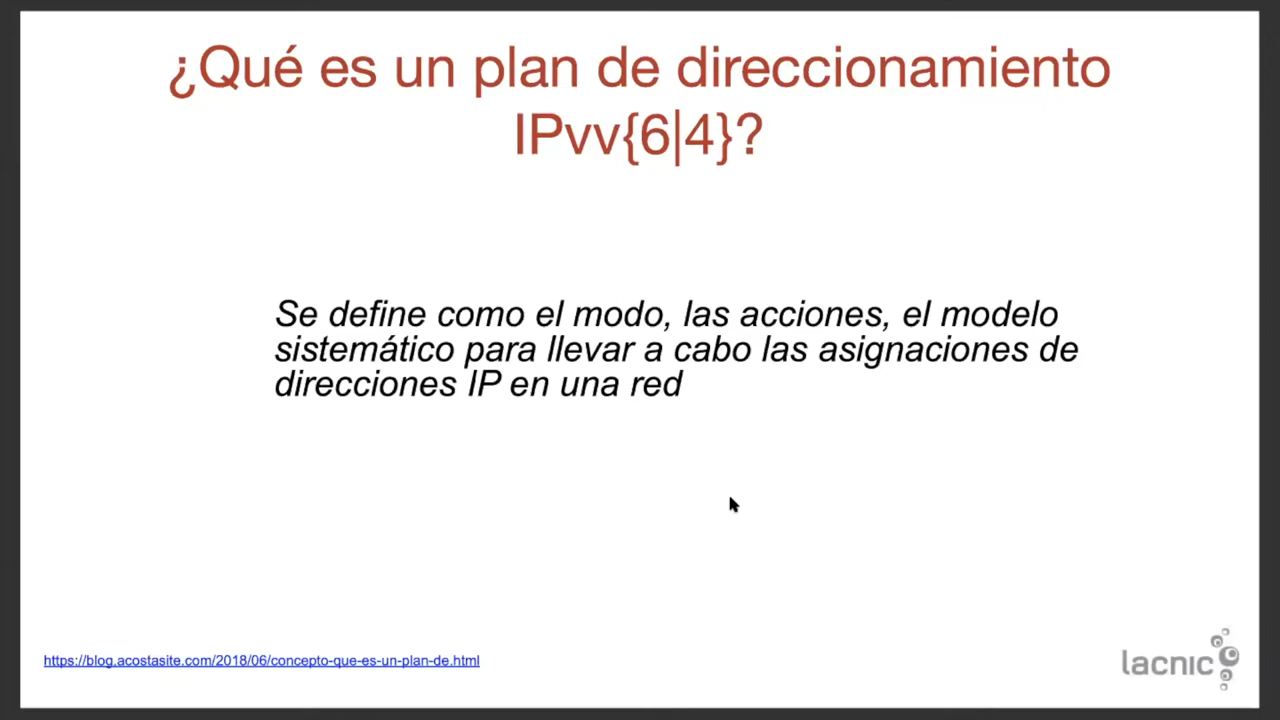 ¿Qué es un plan de direccionamiento
IPvv{6|4}?
Se define como el modo, las acciones, el modelo
sistemático para llevar a cabo las asignaciones de
direcciones IP en una red
https://blog.acostasite.com/2018/06/concepto-que-es-un-plan-de.html
lacnic